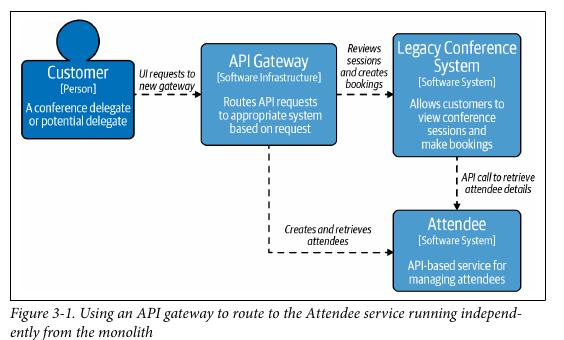 Customer
[Person]
A conference delegate
or potential delegate
UI requests to
new gateway
API Gateway
[Software Infrastructure]
Routes API requests
to appropriate system
based on request
Reviews
sessions
and creates
bookings
Legacy Conference
System
[Software System]
Allows customers to
view conference
sessions and
make bookings
API call to retrieve
attendee details
Creates and retrieves
attendees
Attendee
[Software System]
API-based service for
managing attendees
Figure 3-1. Using an API gateway to route to the Attendee service running independ-
ently from the monolith